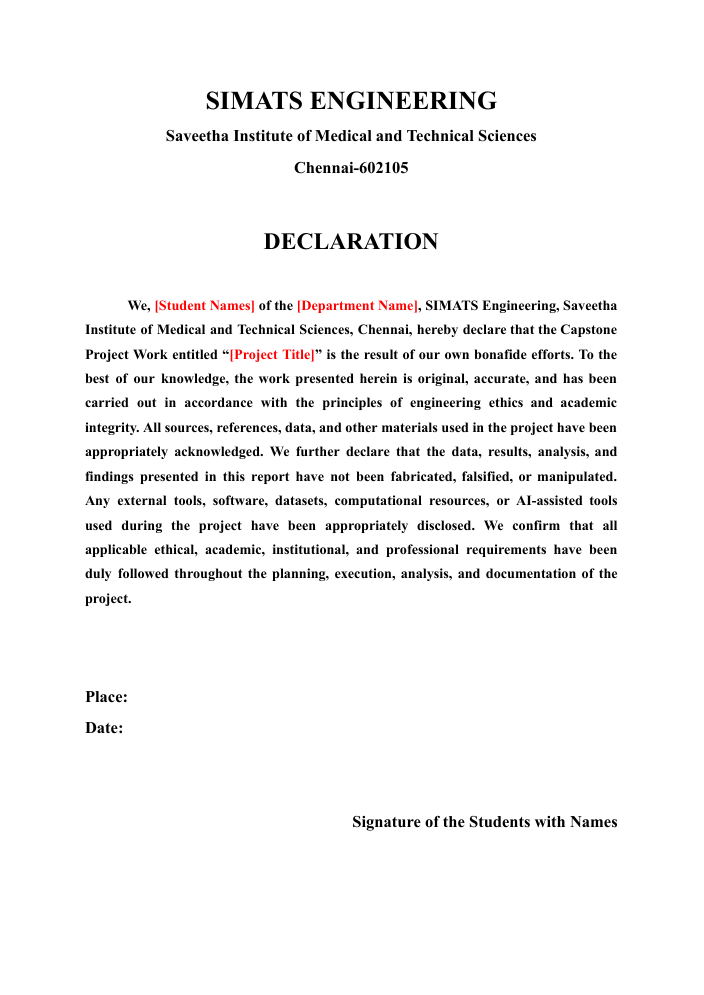 SIMATS ENGINEERING
Saveetha Institute of Medical and Technical Sciences
Chennai-602105
DECLARATION
We, [Student Names] of the [Department Name], SIMATS Engineering, Saveetha
Institute of Medical and Technical Sciences, Chennai, hereby declare that the Capstone
Project Work entitled “[Project Title]” is the result of our own bonafide efforts. To the
best of our knowledge, the work presented herein is original, accurate, and has been
carried out in accordance with the principles of engineering ethics and academic
integrity. All sources, references, data, and other materials used in the project have been
appropriately acknowledged. We further declare that the data, results, analysis, and
findings presented in this report have not been fabricated, falsified, or manipulated.
Any external tools, software, datasets, computational resources, or AI-assisted tools
used during the project have been appropriately disclosed. We confirm that all
applicable ethical, academic, institutional, and professional requirements have been
duly followed throughout the planning, execution, analysis, and documentation of the
project.
Place:
Date:
Signature of the Students with Names